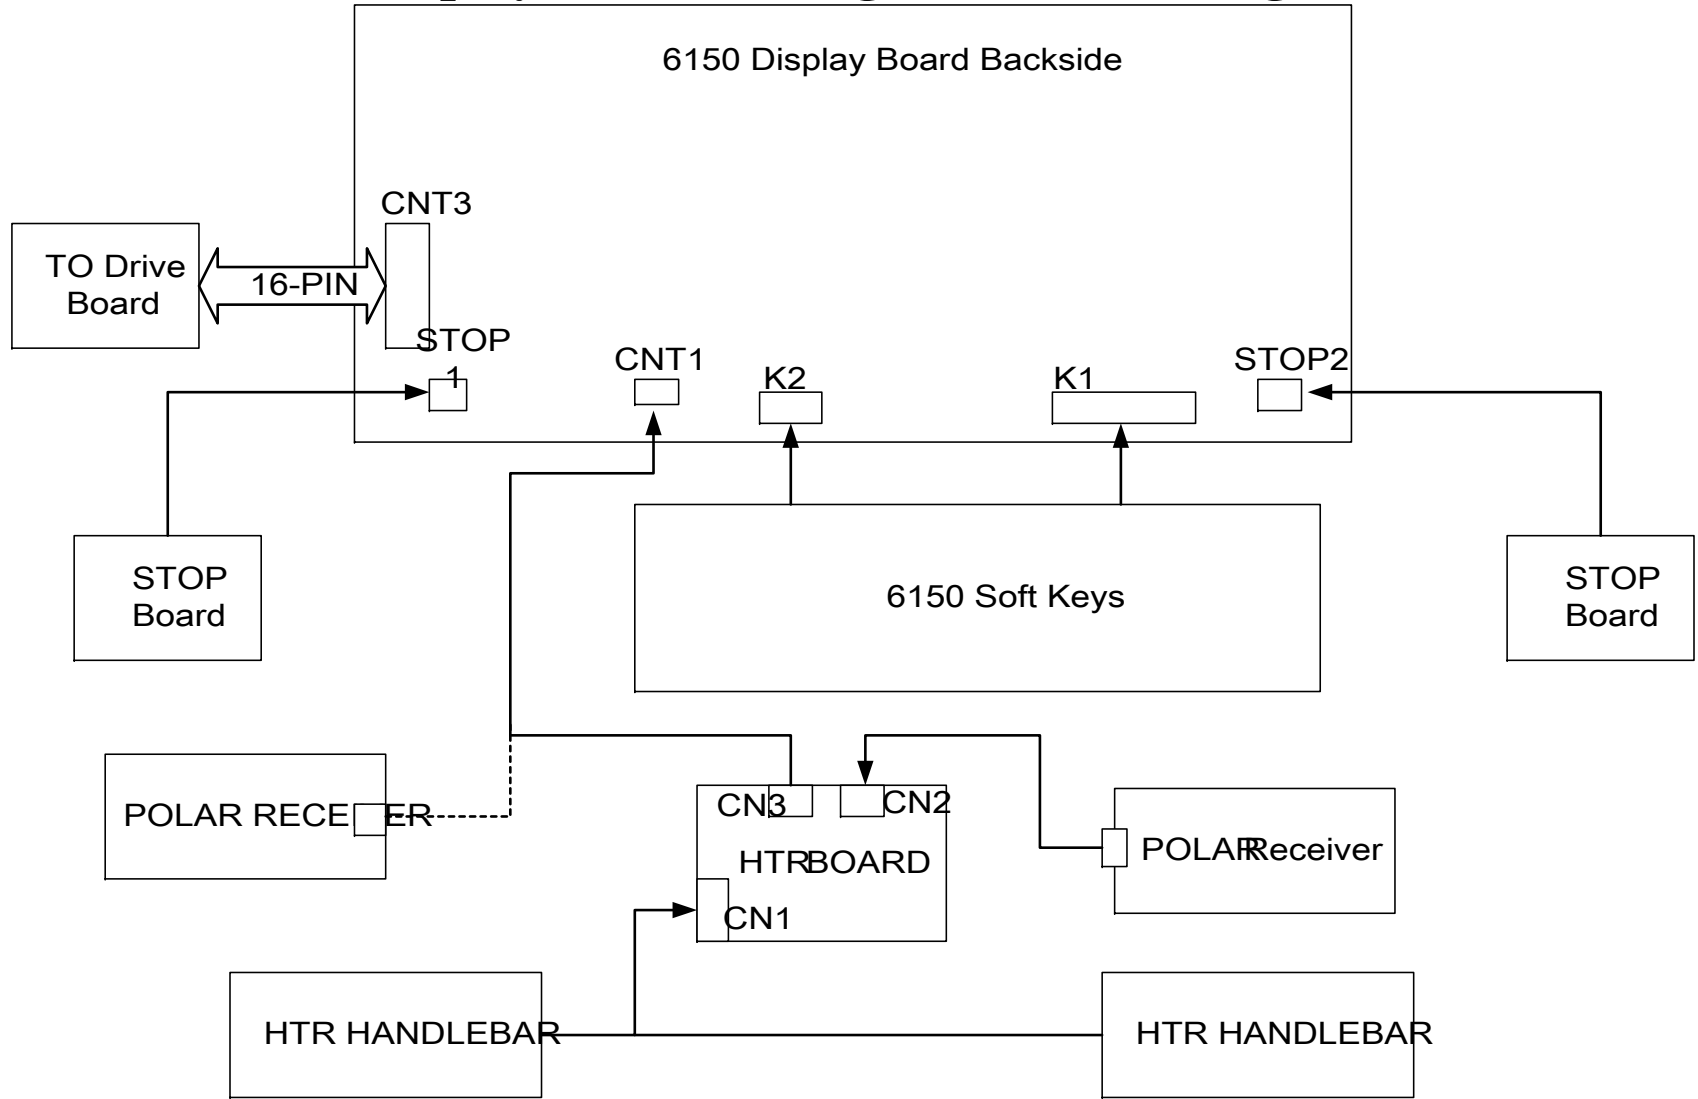 6150 Display Board Backside
CNT3
TO Drive
Board
16-PIN
STOP
1
CNT1
K2
K1
STOP2
STOP
Board
6150 Soft Keys
STOP
Board
POLAR RECE ER
CN3
CN2
HTR BOARD
POLAR Receiver
CN1
HTR HANDLEBAR
HTR HANDLEBAR